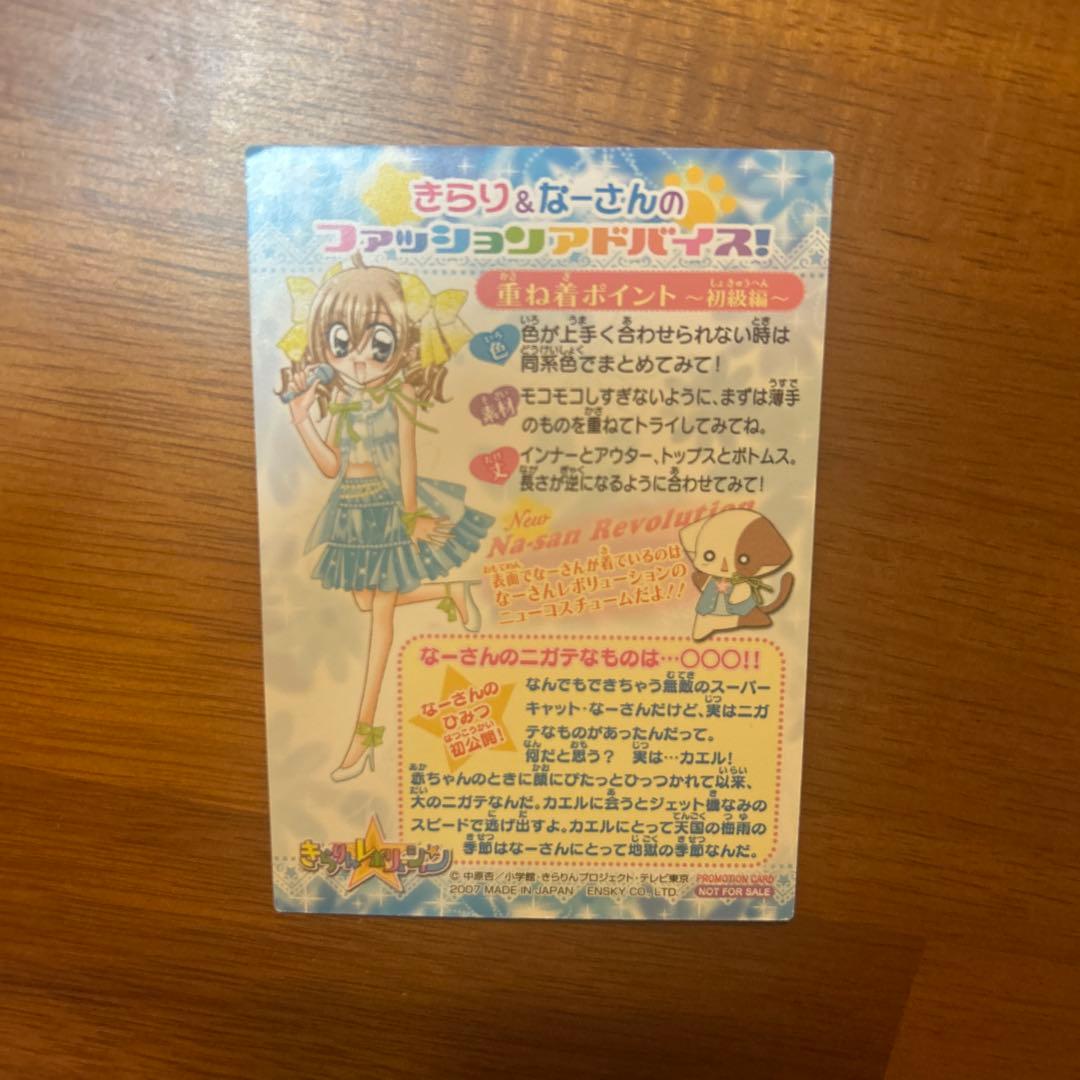 きらり&なーさんの
ファッションアドバイス!
重ね着ポイント ~初級編~
色
色が上手く合わせられない時は
同系色でまとめてみて!
素材
モコモコしすぎないように、まずは薄手
のものを重ねてトライしてみてね。
丈
インナーとアウター、トップスとボトムス。
長さが逆になるように合わせてみて!
New
Na-san Revolution
表面でなーさんが着ているのは
なーさんレボリューションの
ニューコスチュームだよ!!
なーさんのニガテなものは…○○○!!
なーさんの
ひみつ
初公開!
なんでもできちゃう無敵のスーパー
キャット・なーさんだけど、実はニガ
テなものがあったんだって。
何だと思う? 実は…カエル!
赤ちゃんのときに顔にぴたっとひっつかれて以来、
大のニガテなんだ。カエルに会うとジェット機なみの
スピードで逃げ出すよ。カエルにとって天国の梅雨の
季節はなーさんにとって地獄の季節なんだ。
きらりんレボリューション
© 中原杏/小学館・きらりんプロジェクト・テレビ東京
2007 MADE IN JAPAN ENSKY CO., LTD.
PROMOTION CARD
NOT FOR SALE